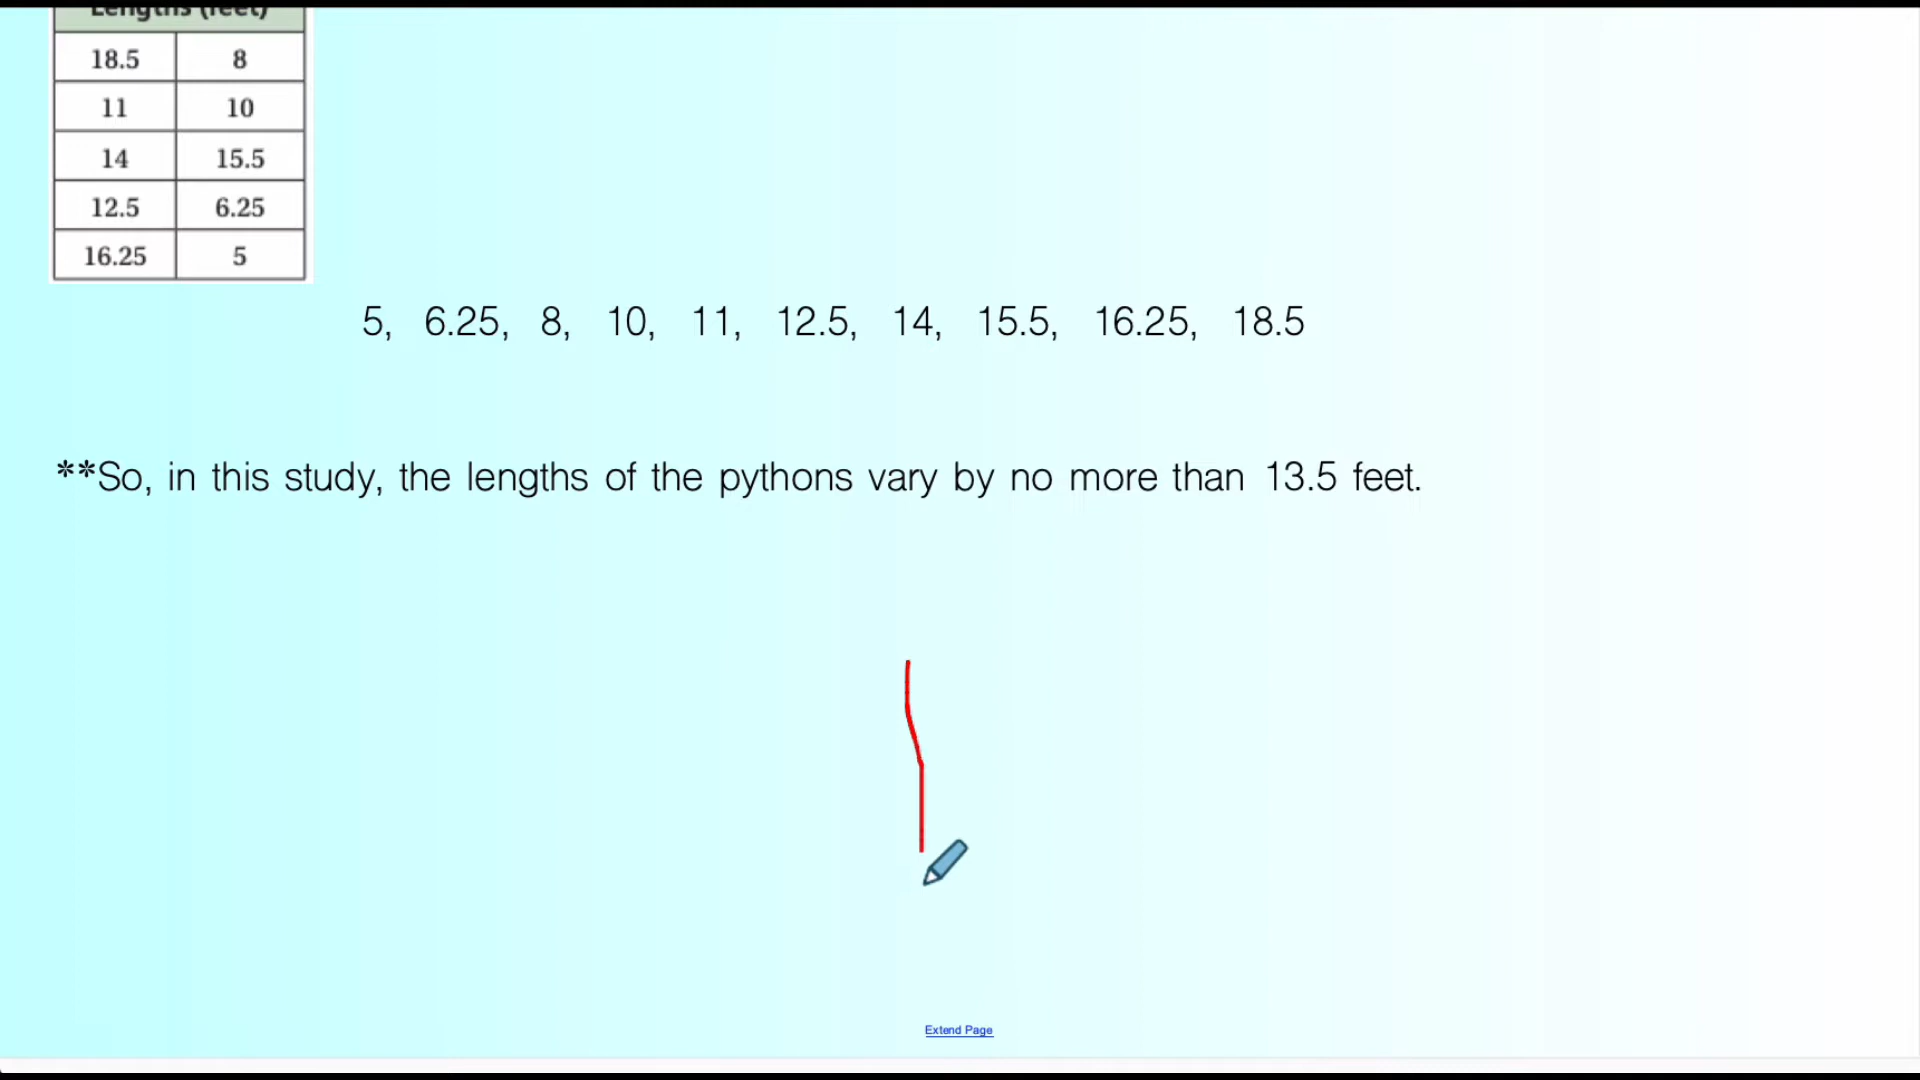 Lengths (feet)
18.5 8
11 10
14 15.5
12.5 6.25
16.25 5
5, 6.25, 8, 10, 11, 12.5, 14, 15.5, 16.25, 18.5
**So, in this study, the lengths of the pythons vary by no more than 13.5 feet.
Extend Page